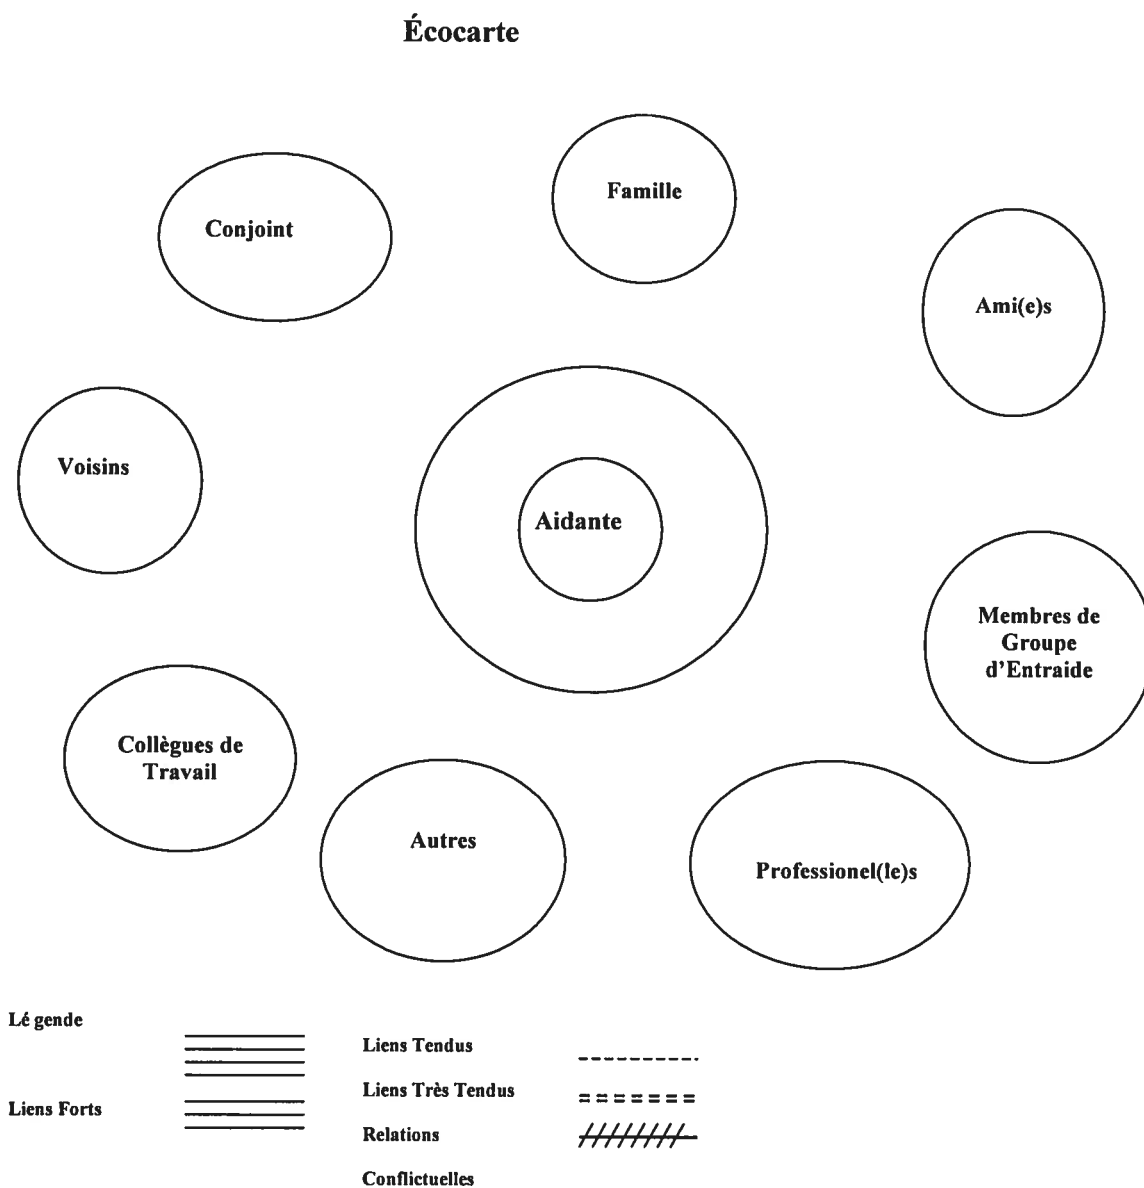 Écocarte
Famille
Conjoint
Ami(e)s
Voisins
Aidante
Membres de
Groupe
d'Entraide
Collègues de
Travail
Autres
Professionel(le)s
Lé gende
Liens Tendus
Liens Très Tendus
Liens Forts
Relations
Conflictuelles